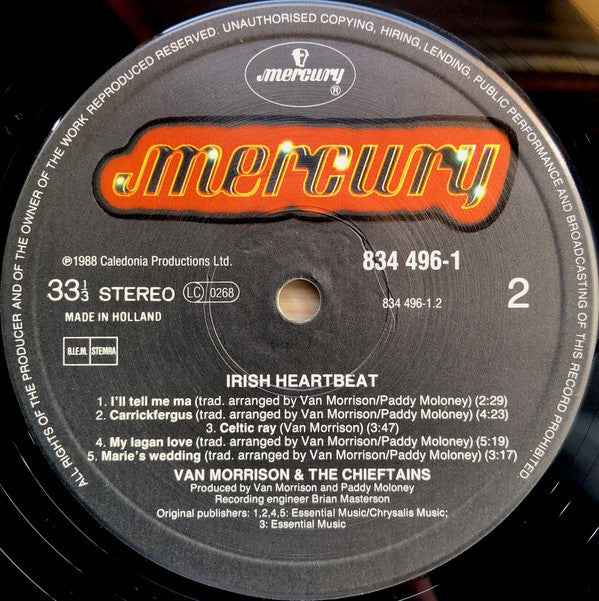 ALL RIGHTS OF THE PRODUCER AND OF THE OWNER OF THE WORK REPRODUCED RESERVED. UNAUTHORISED COPYING, HIRING, LENDING, PUBLIC PERFORMANCE AND BROADCASTING OF THIS RECORD PROHIBITED
mercury
®
mercury
℗1988 Caledonia Productions Ltd.
834 496-1
33⅓ STEREO LC 0268
834 496-1.2
2
MADE IN HOLLAND
B.I.E.M. STEMRA
IRISH HEARTBEAT
1. I'll tell me ma (trad. arranged by Van Morrison/Paddy Moloney) (2:29)
2. Carrickfergus (trad. arranged by Van Morrison/Paddy Moloney) (4:23)
3. Celtic ray (Van Morrison) (3:47)
4. My lagan love (trad. arranged by Van Morrison/Paddy Moloney) (5:19)
5. Marie's wedding (trad. arranged by Van Morrison/Paddy Moloney) (3:17)
VAN MORRISON & THE CHIEFTAINS
Produced by Van Morrison and Paddy Moloney
Recording engineer Brian Masterson
Original publishers: 1,2,4,5: Essential Music/Chrysalis Music;
3: Essential Music